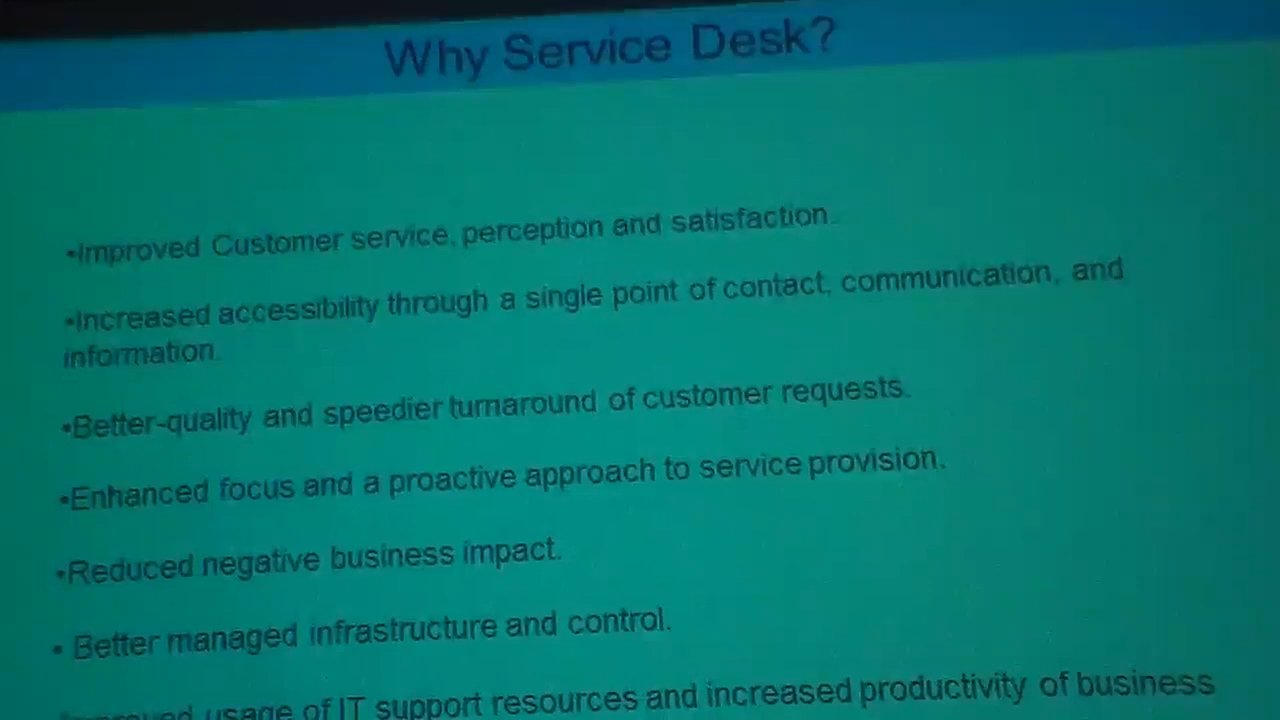 Why Service Desk?
•Improved Customer service, perception and satisfaction.
•Increased accessibility through a single point of contact, communication, and
information.
•Better-quality and speedier turnaround of customer requests.
•Enhanced focus and a proactive approach to service provision.
•Reduced negative business impact.
• Better managed infrastructure and control.
Improved usage of IT support resources and increased productivity of business